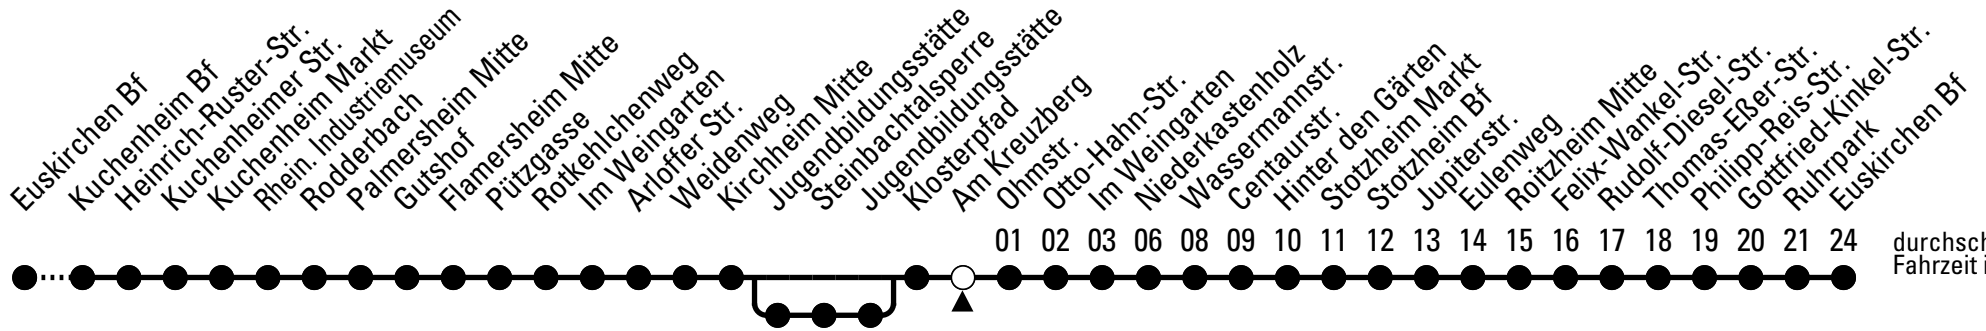 Euskirchen Bf
Kuchenheim Bf
Heinrich-Ruster-Str.
Kuchenheimer Str.
Kuchenheim Markt
Rhein. Industriemuseum
Rodderbach
Palmersheim Mitte
Gutshof
Flamersheim Mitte
Pützgasse
Rotkehlchenweg
Im Weingarten
Arloffer Str.
Weidenweg
Kirchheim Mitte
Jugendbildungsstätte
Steinbachtalsperre
Jugendbildungsstätte
Klosterpfad
Am Kreuzberg
Ohmstr.
Otto-Hahn-Str.
Im Weingarten
Niederkastenholz
Wassermannstr.
Centaurstr.
Hinter den Gärten
Stotzheim Markt
Stotzheim Bf
Jupiterstr.
Eulenweg
Roitzheim Mitte
Felix-Wankel-Str.
Rudolf-Diesel-Str.
Thomas-Eßer-Str.
Philipp-Reis-Str.
Gottfried-Kinkel-Str.
Ruhrpark
Euskirchen Bf
01 02 03 06 08 09 10 11 12 13 14 15 16 17 18 19 20 21 24
durchsch
Fahrzeit i